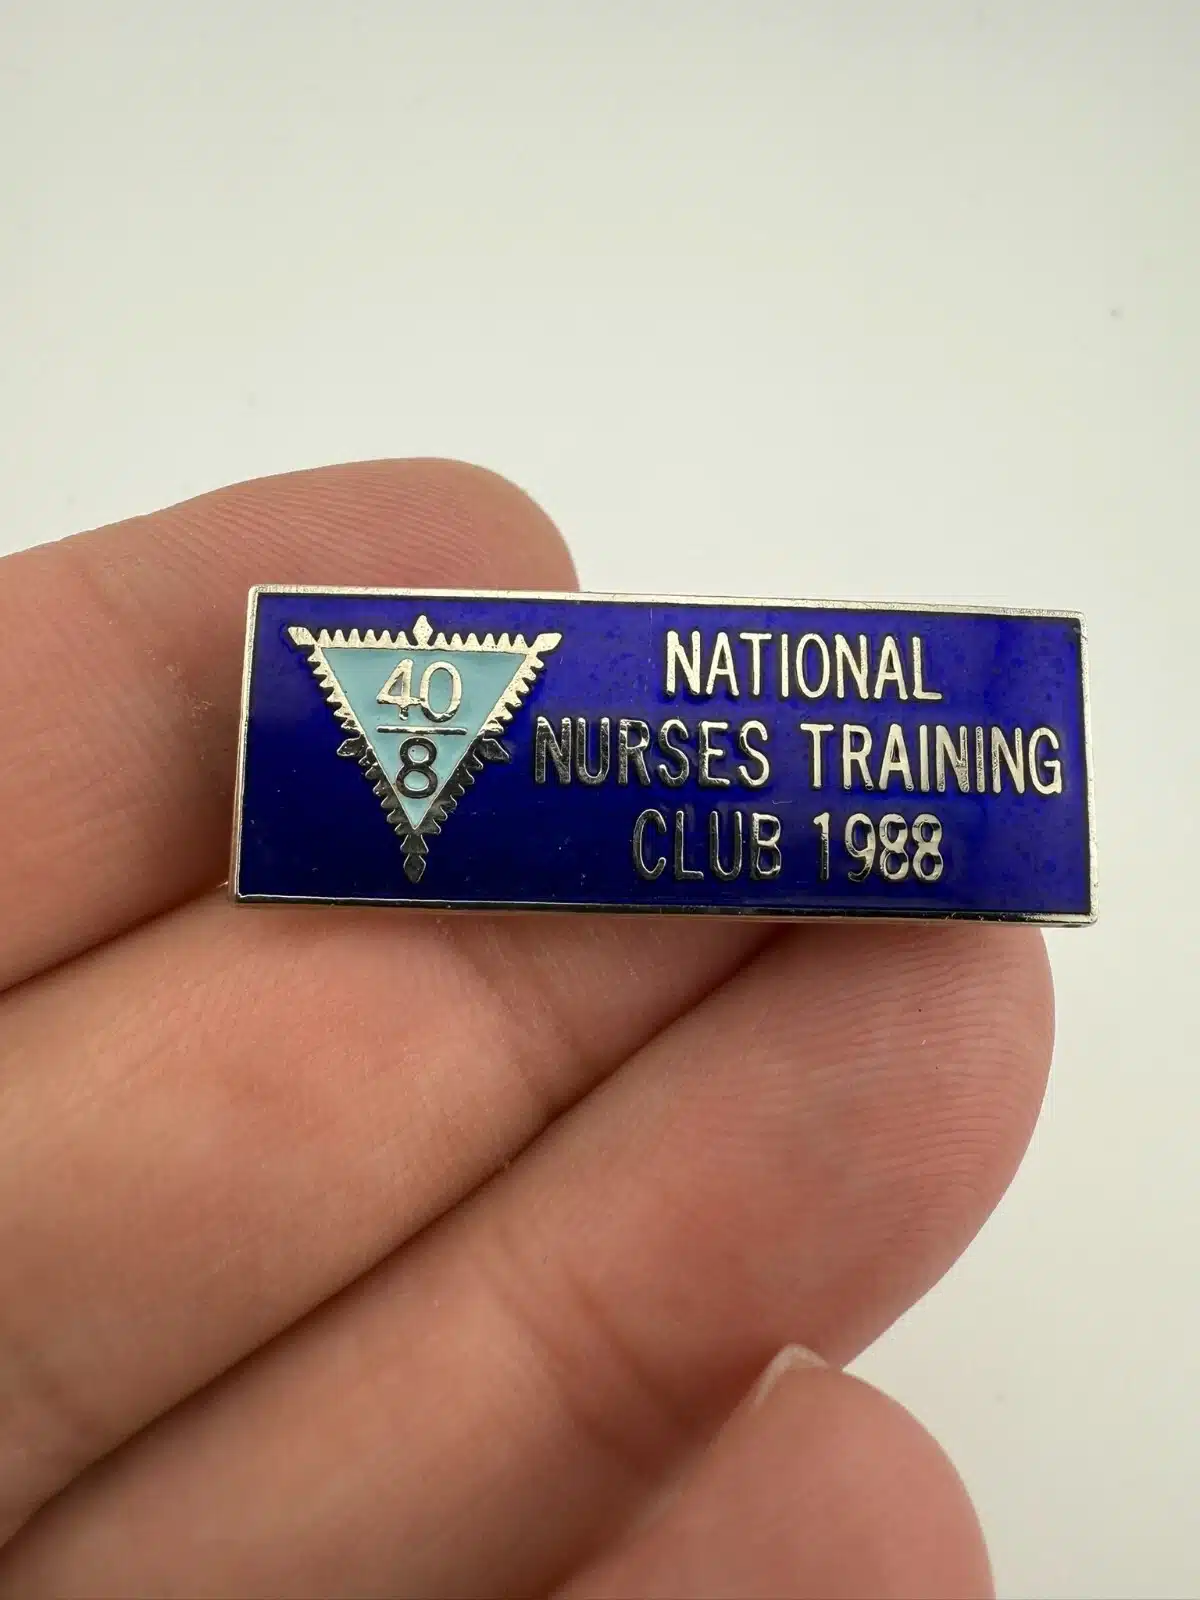 40
8
NATIONAL
NURSES TRAINING
CLUB 1988